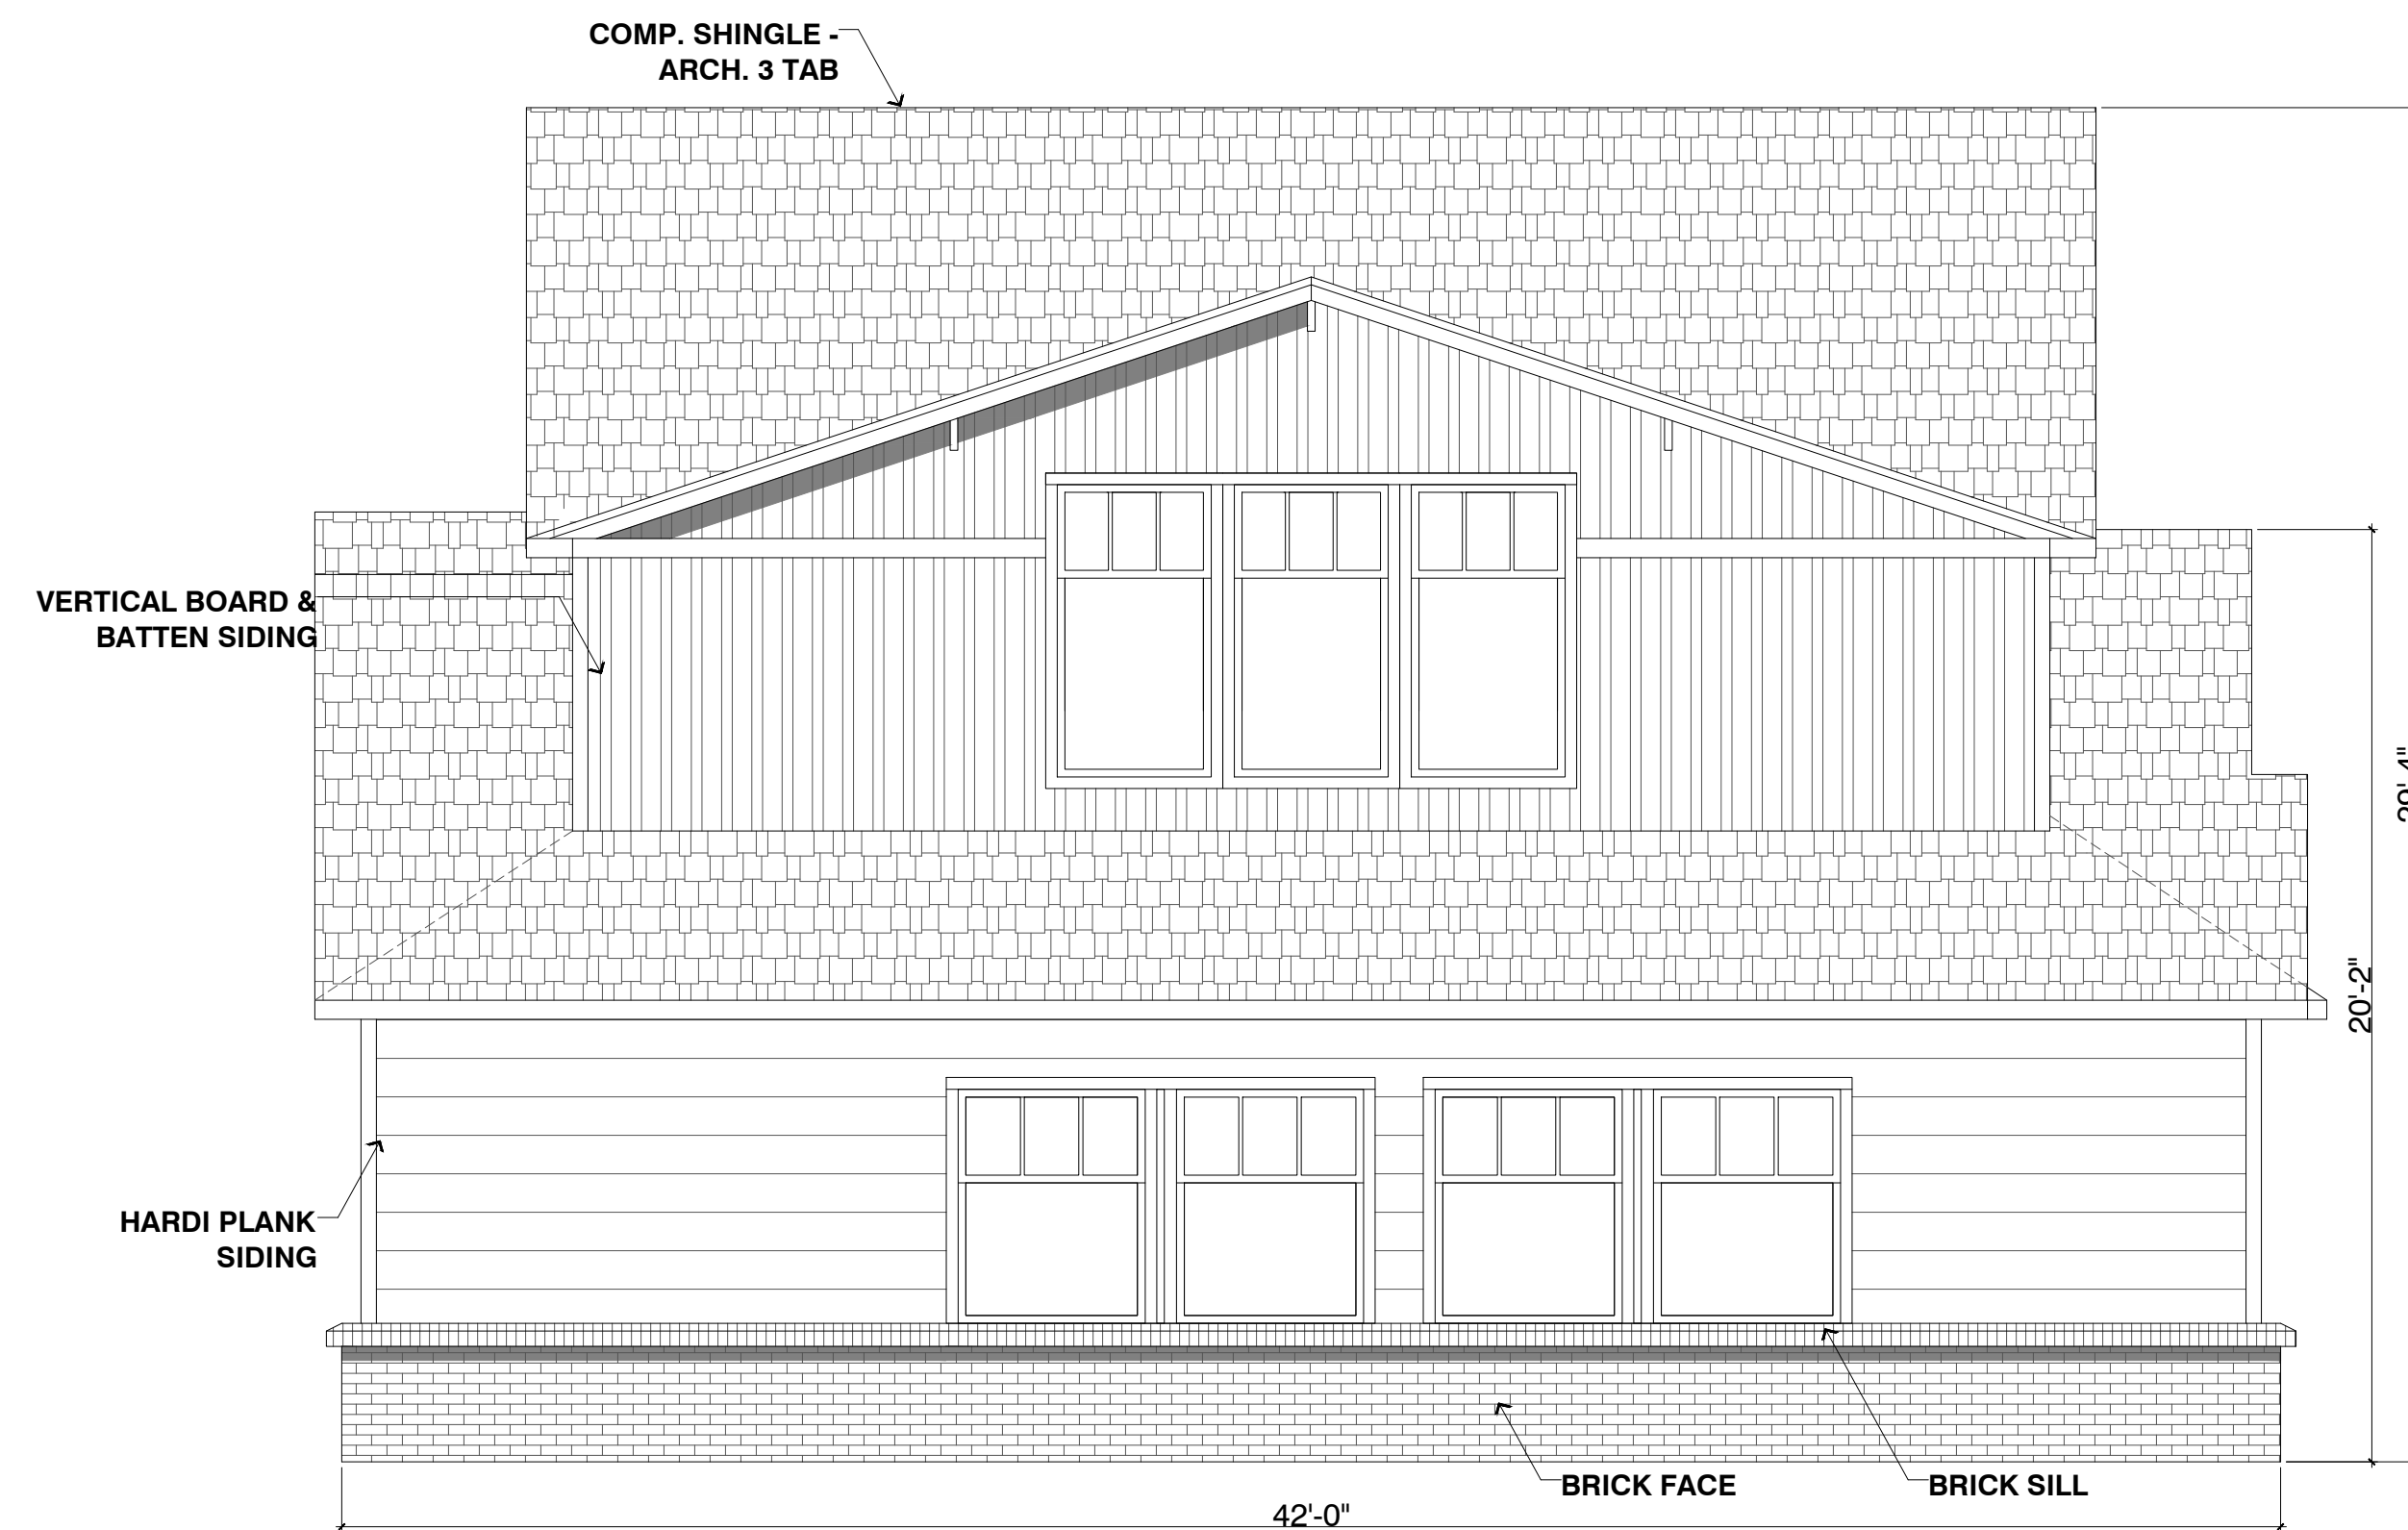 COMP. SHINGLE -
ARCH. 3 TAB
VERTICAL BOARD &
BATTEN SIDING
20'-2"
HARDI PLANK
SIDING
BRICK FACE
BRICK SILL
42'-0"